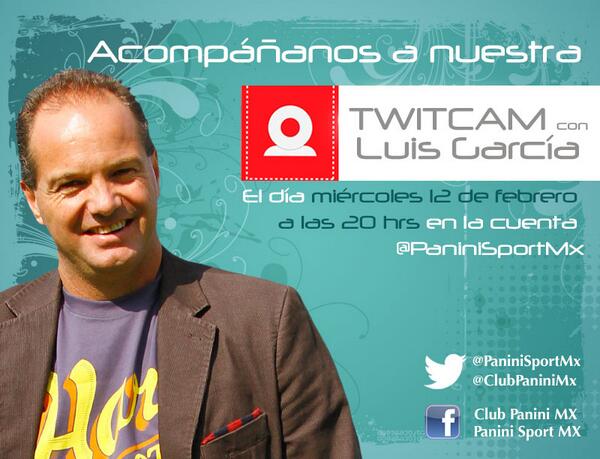 Acompáñanos a nuestra
TWITCAM con
Luis García
El día miércoles 12 de febrero
a las 20 hrs en la cuenta
@PaniniSportMx
@PaniniSportMx
@ClubPaniniMx
Club Panini MX
Panini Sport MX